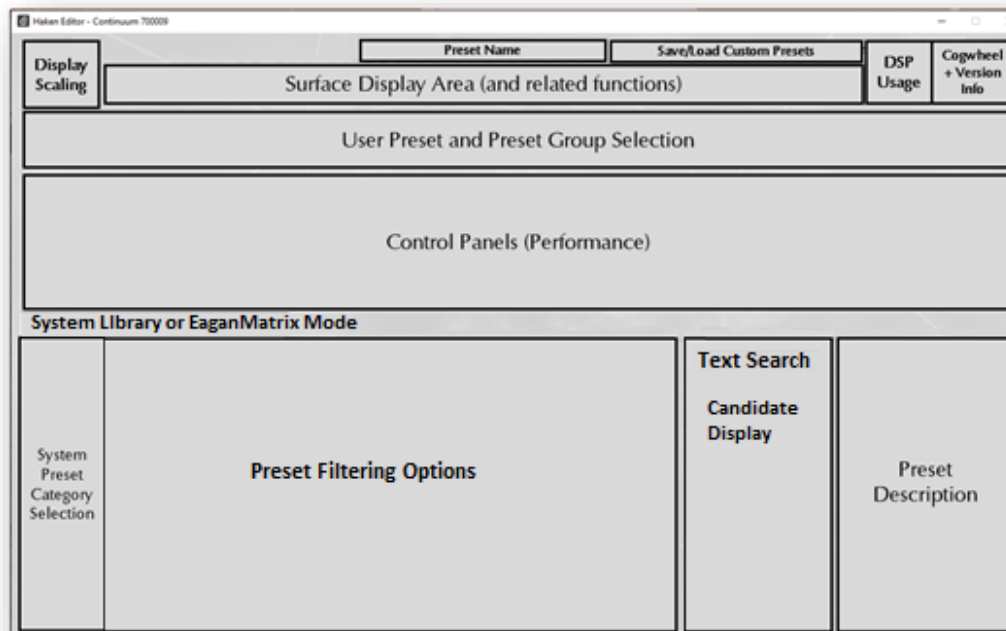 Haken Editor - Continuum 700009
Display
Scaling
Preset Name
Save/Load Custom Presets
Surface Display Area (and related functions)
DSP
Usage
Cogwheel
+ Version
Info
User Preset and Preset Group Selection
Control Panels (Performance)
System LIbrary or EaganMatrix Mode
System
Preset
Category
Selection
Preset Filtering Options
Text Search
Candidate
Display
Preset
Description